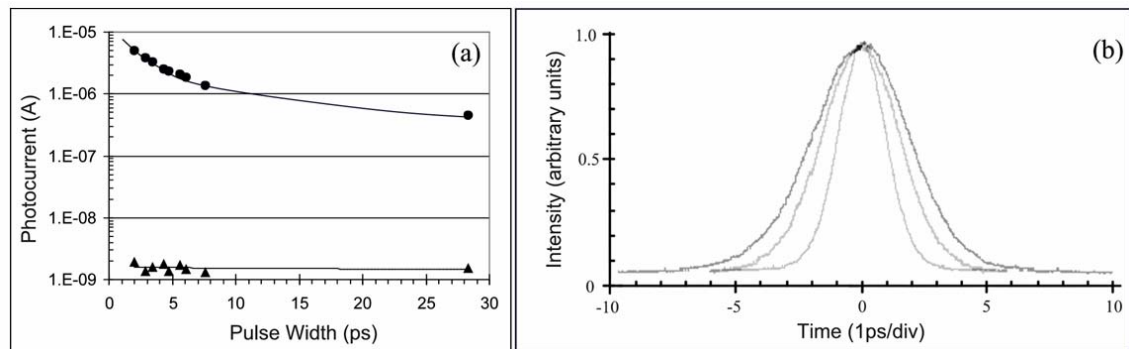 (a)
Photocurrent (A)
1.E-05
1.E-06
1.E-07
1.E-08
1.E-09
0 5 10 15 20 25 30
Pulse Width (ps)
(b)
Intensity (arbitrary units)
1.0
0.5
0
-10 -5 0 5 10
Time (1ps/div)